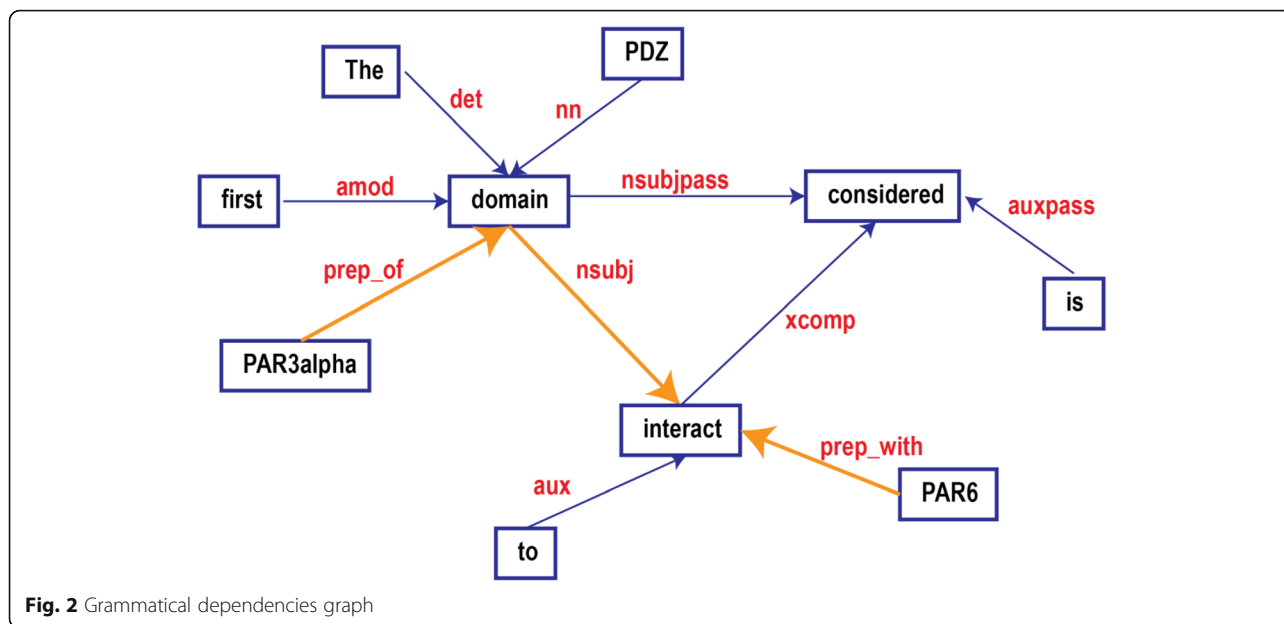 PDZ
The
det
nn
first
amod
domain
nsubjpass
considered
auxpass
prep_of
nsubj
is
xcomp
PAR3alpha
interact
prep_with
aux
PAR6
to
Fig. 2 Grammatical dependencies graph